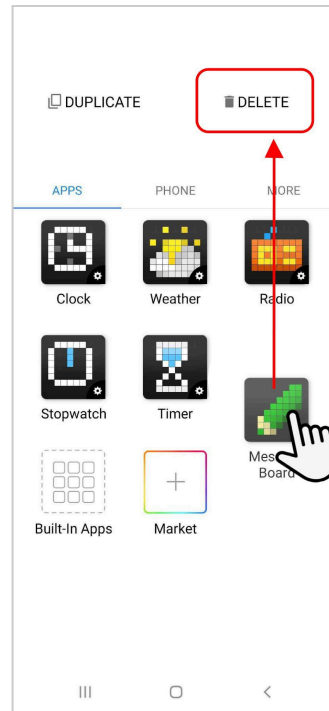 DUPLICATE
DELETE
APPS
PHONE
MORE
Clock
Weather
Radio
Stopwatch
Timer
Board
Built-In Apps
Market